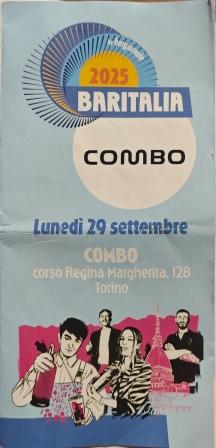 2025
BARITALIA
COMBO
Lunedì 29 settembre
COMBO
corso Regina Margherita, 128
Torino